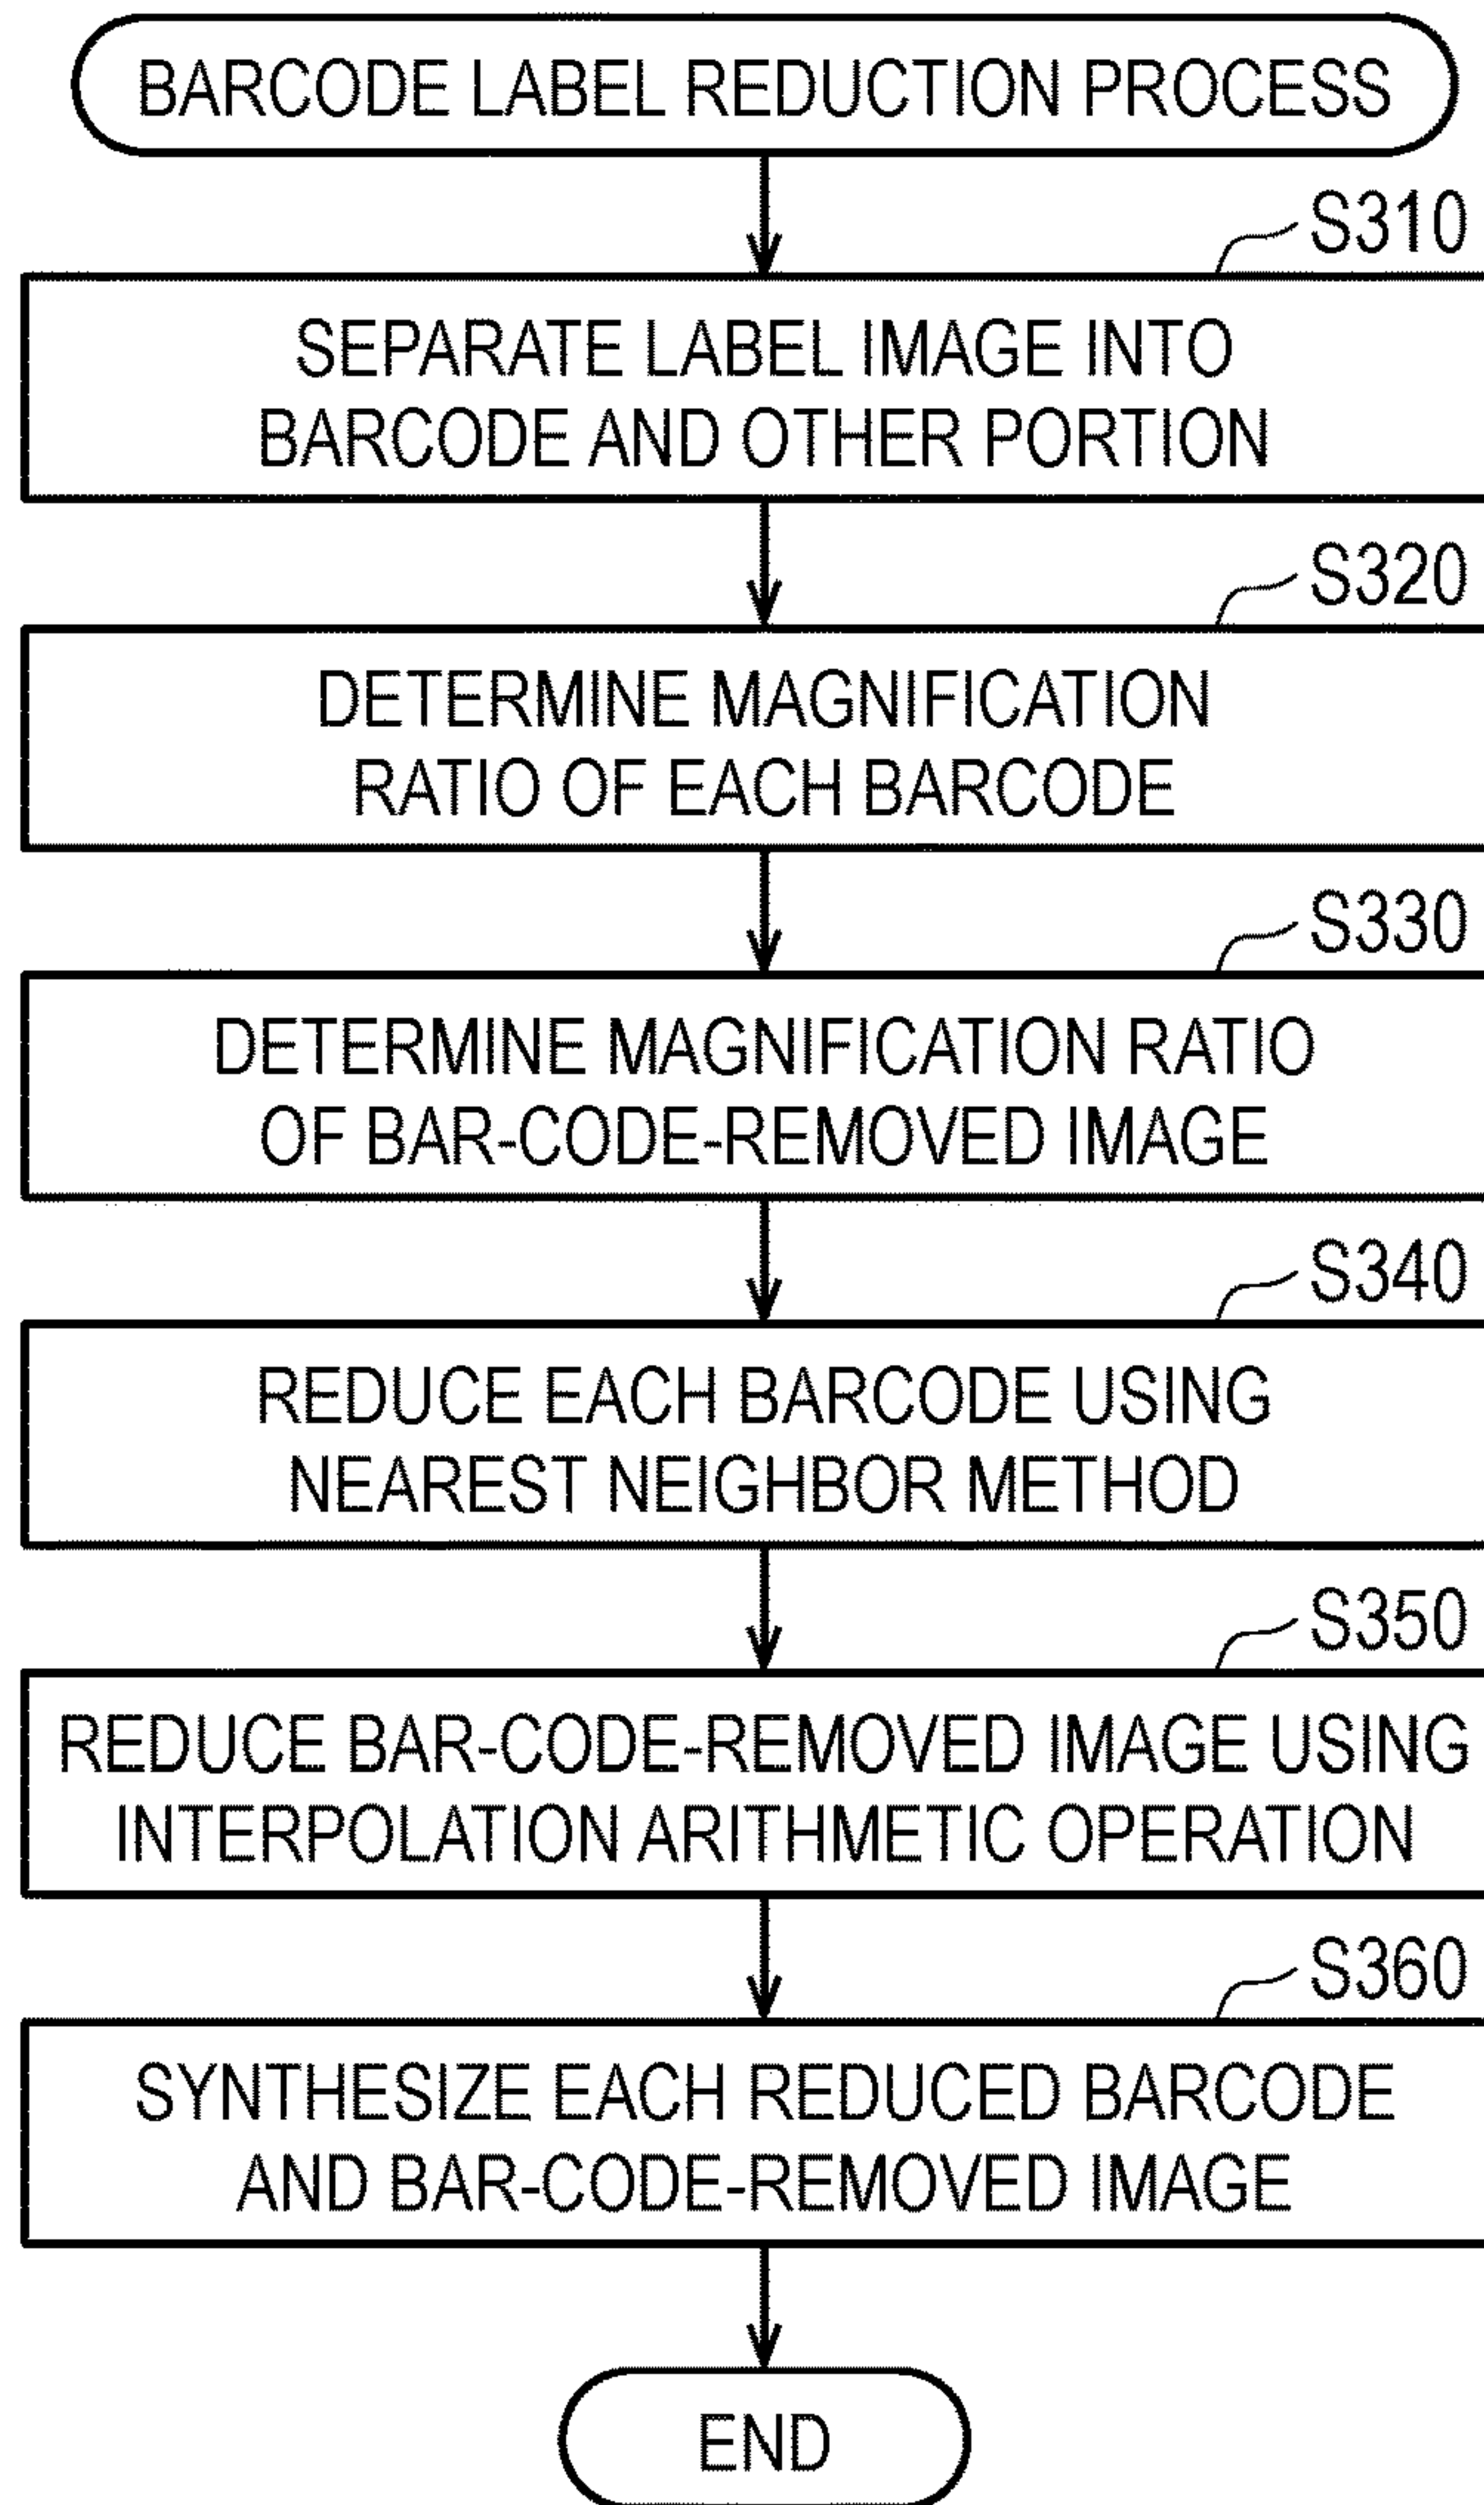 BARCODE LABEL REDUCTION PROCESS
S310
SEPARATE LABEL IMAGE INTO
BARCODE AND OTHER PORTION
S320
DETERMINE MAGNIFICATION
RATIO OF EACH BARCODE
S330
DETERMINE MAGNIFICATION RATIO
OF BAR-CODE-REMOVED IMAGE
S340
REDUCE EACH BARCODE USING
NEAREST NEIGHBOR METHOD
S350
REDUCE BAR-CODE-REMOVED IMAGE USING
INTERPOLATION ARITHMETIC OPERATION
S360
SYNTHESIZE EACH REDUCED BARCODE
AND BAR-CODE-REMOVED IMAGE
END